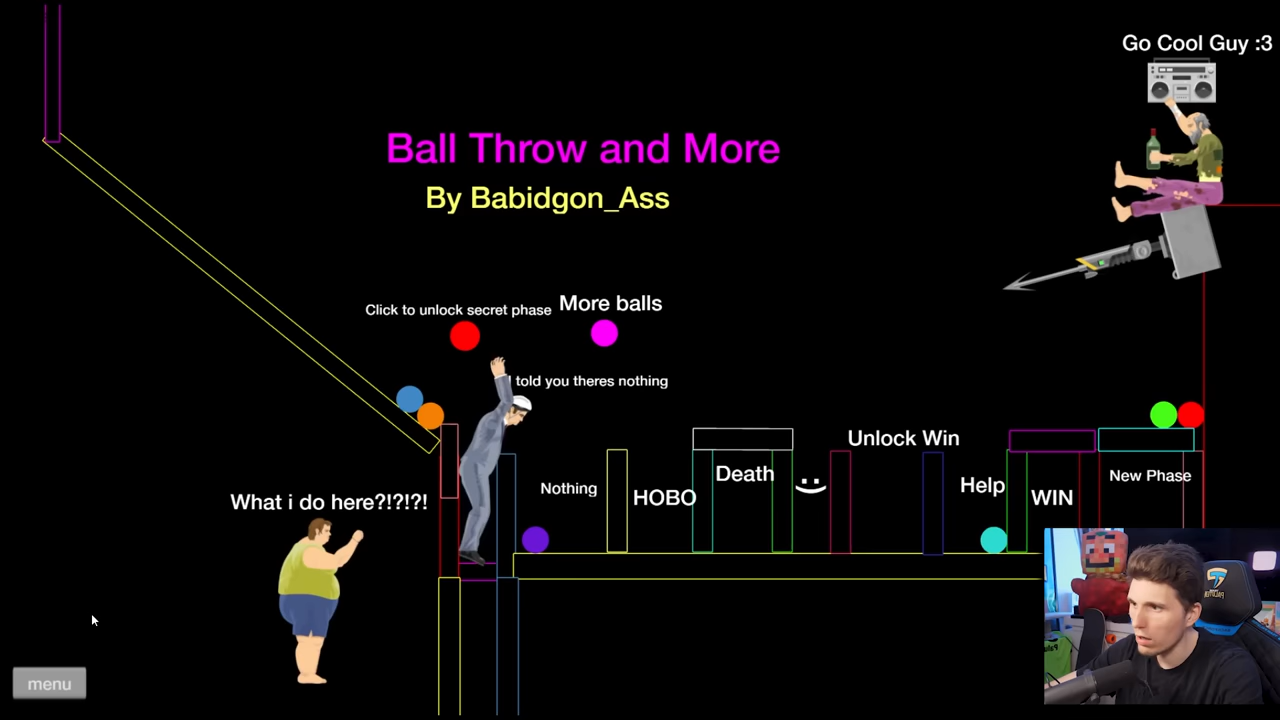 Go Cool Guy :3
Ball Throw and More
By Babidgon_Ass
Click to unlock secret phase
More balls
I told you theres nothing
Unlock Win
Nothing
HOBO
Death
Help
WIN
New Phase
What i do here?!?!?!
menu